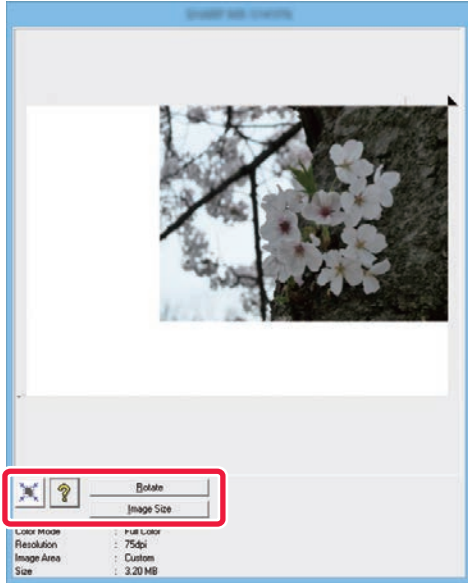 ?
Rotate
Image Size
Color Mode : Full Color
Resolution : 75dpi
Image Area : Custom
Size : 3.20 MB